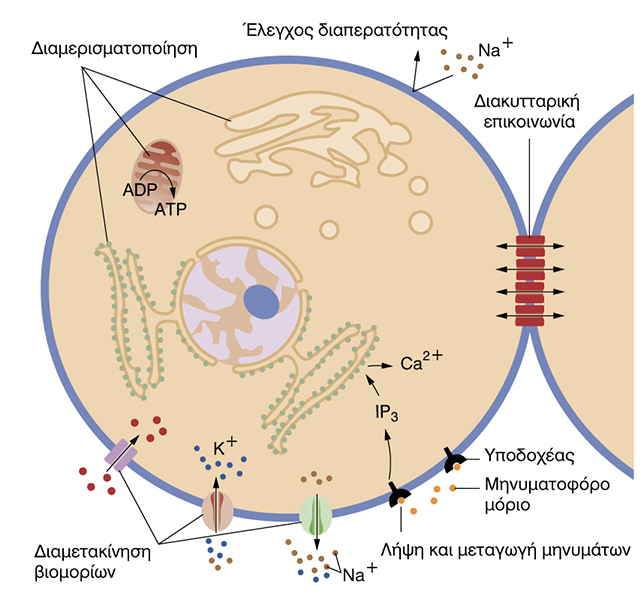 Έλεγχος διαπερατότητας
Διαμερισματοποίηση
Na+
Διακυτταρική
επικοινωνία
ADP
ATP
Ca2+
IP3
K+
Υποδοχέας
Μηνυματοφόρο
μόριο
Λήψη και μεταγωγή μηνυμάτων
Διαμετακίνηση
βιομορίων
Na+